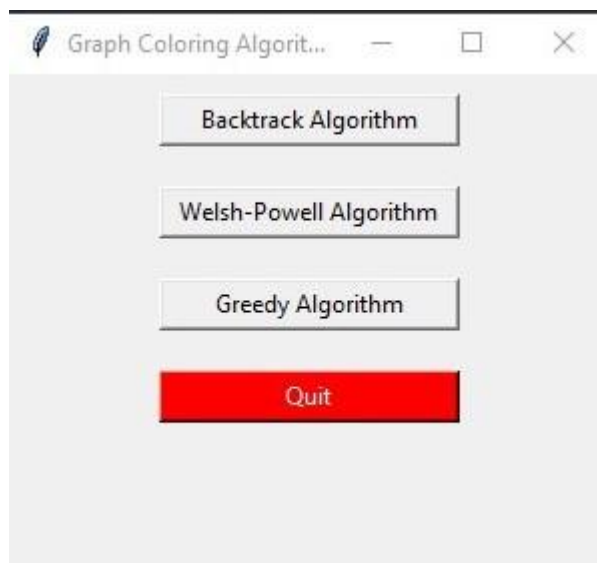 Graph Coloring Algorit...
Backtrack Algorithm
Welsh-Powell Algorithm
Greedy Algorithm
Quit